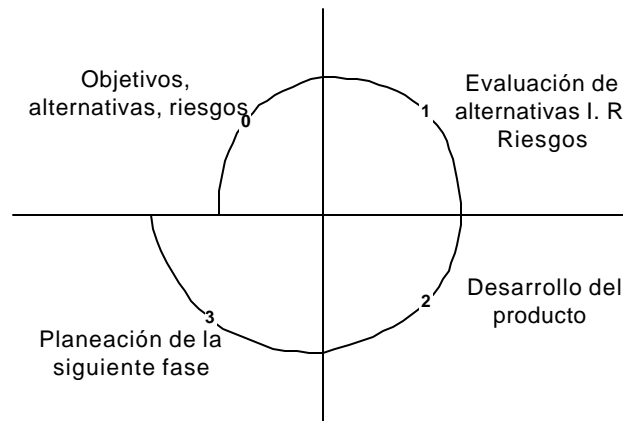 Objetivos,
alternativas, riesgos
0
Evaluación de
alternativas I. R
Riesgos
1
2
Desarrollo del
producto
3
Planeación de la
siguiente fase